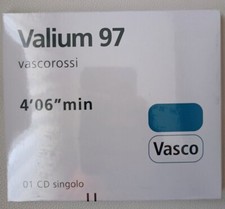 Valium 97
vascorossi
4'06"min
Vasco
01 CD singolo